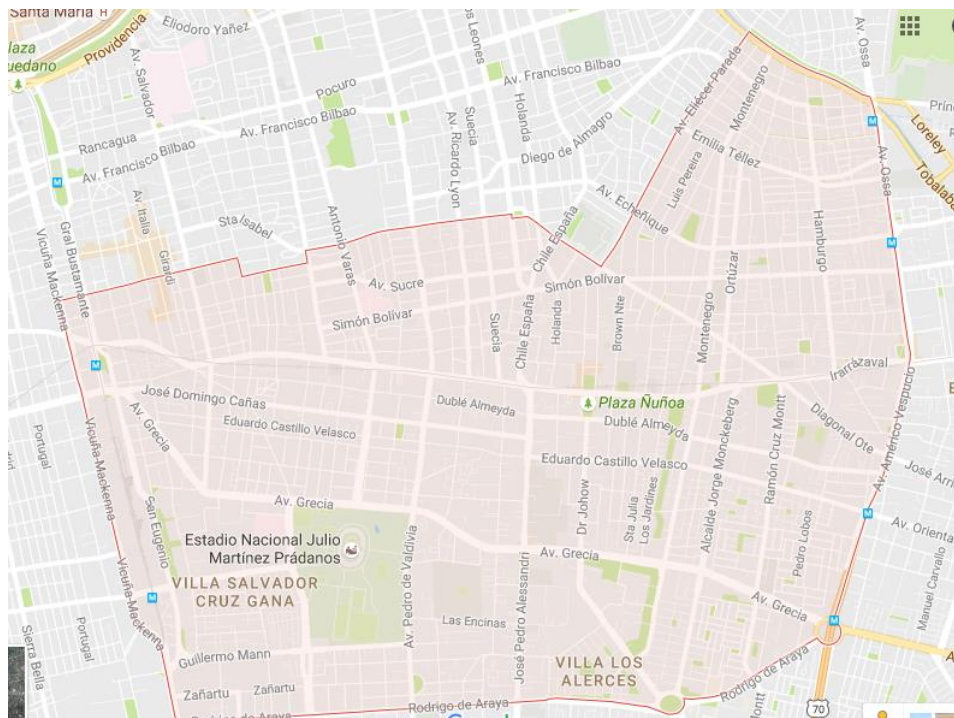 Santa María H
Eliodoro Yañez
Plaza
Providencia
Av. Salvador
Los Leones
Av. Ossa
Av. Francisco Bilbao
Pocuro
Suecia
Holanda
Av. Ricardo Lyon
Diego de Almagro
Av. Eliécer Parade
Montenegro
Rancagua
Av. Francisco Bilbao
Av. Francisco Bilbao
Emilia Téllez
Luis Pereira
Loreley
Tobalaba
Av. Ossa
Av. Italia
Girardi
Sta Isabel
Antonio Varas
Av. Echeñique
Chile España
Hamburgo
Gral Bustamante
Vicuña Mackenna
Av. Sucre
Simón Bolívar
Simón Bolívar
Ortúzar
Montenegro
Suecia
Chile España
Holanda
Brown Nte
Irarrázaval
José Domingo Cañas
Dublé Almeyda
Plaza Ñuñoa
Dublé Almeyda
Av. Grecia
Eduardo Castillo Velasco
Eduardo Castillo Velasco
Alcalde Jorge Monckeberg
Ramón Cruz Montt
Diagonal Ote
Av. Américo Vespucio
José Arri
Portugal
Vicuña Mackenna
San Eugenio
Av. Grecia
Dr Johow
Sta Julia
Los Jardines
Av. Orienta
Estadio Nacional Julio
Martínez Prádanos
Av. Grecia
Pedro Lobos
VILLA SALVADOR
CRUZ GANA
Av. Pedro de Valdivia
José Pedro Alessandri
Las Encinas
Av. Grecia
Manuel Carvallo
Vicuña Mackenna
Sierra Bella
Portugal
Guillermo Mann
VILLA LOS
ALERCES
Zañartu
Zañartu
Rodrigo de Araya
Rodrigo de Araya
Montt
70